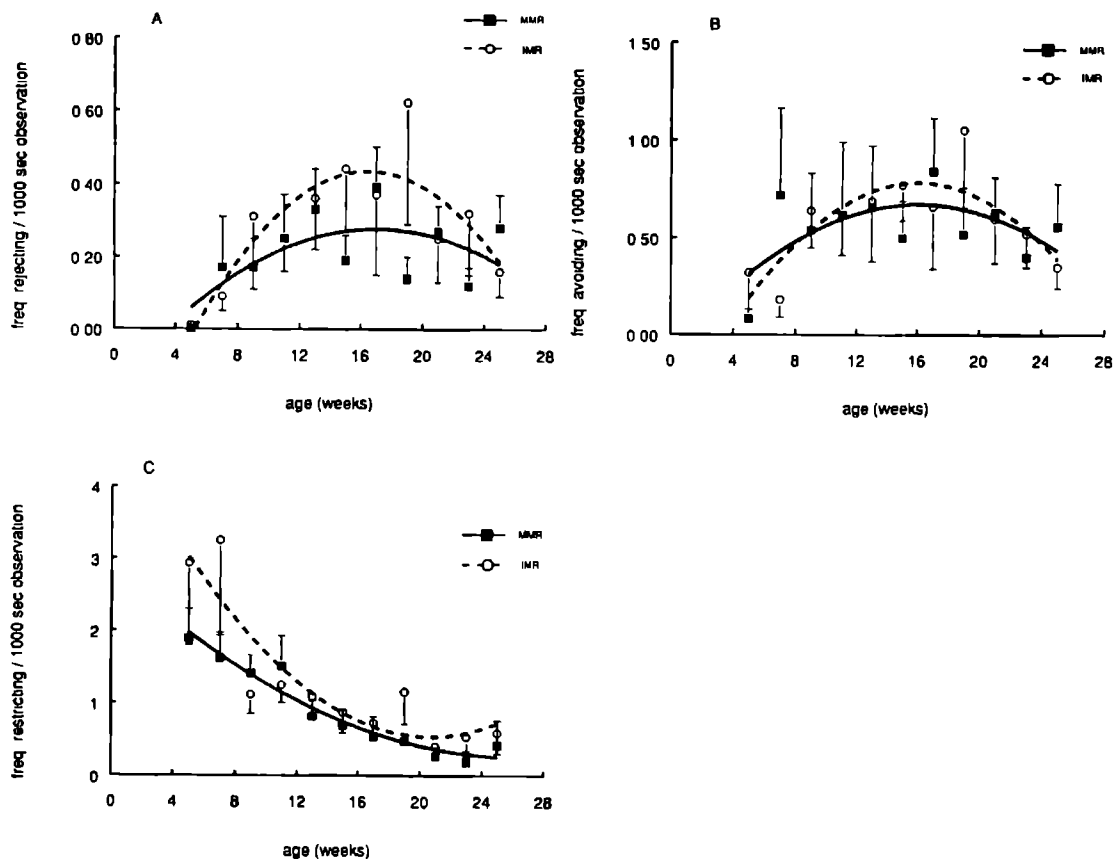 A
MMR
IMR
freq rejecting / 1000 sec observation
0 80
0 60
0 40
0 20
0 00
0 4 8 12 16 20 24 28
age (weeks)
B
MMR
IMR
freq avoiding / 1000 sec observation
1 50
1 00
0 50
0 00
0 4 8 12 16 20 24 28
age (weeks)
C
MMR
IMR
freq restricting / 1000 sec observation
4
3
2
1
0
0 4 8 12 16 20 24 28
age (weeks)